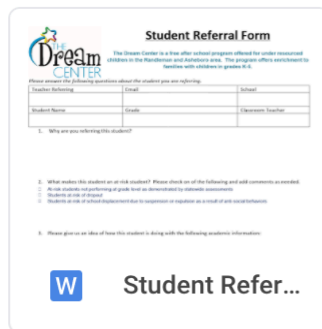 THE
Dream
CENTER
Student Referral Form
The Dream Center is a free after school program offered for under resourced
children in the Randleman and Asheboro area. The program offers enrichment to
families with children in grades K-5.
Please answer the following questions about the student you are referring.
Teacher Referring Email School
Student Name Grade Classroom Teacher
1. Why are you referring this student?
2. What makes this student an at risk student? Please check an of the following and add comments as needed.
At-risk students not performing at grade level as demonstrated by statewide assessments
Students at risk of dropout
Students at risk of school displacement due to suspension or expulsion as a result of anti-social behaviors
3. Please give us an idea of how this student is doing with the following academic information:
W Student Refer...